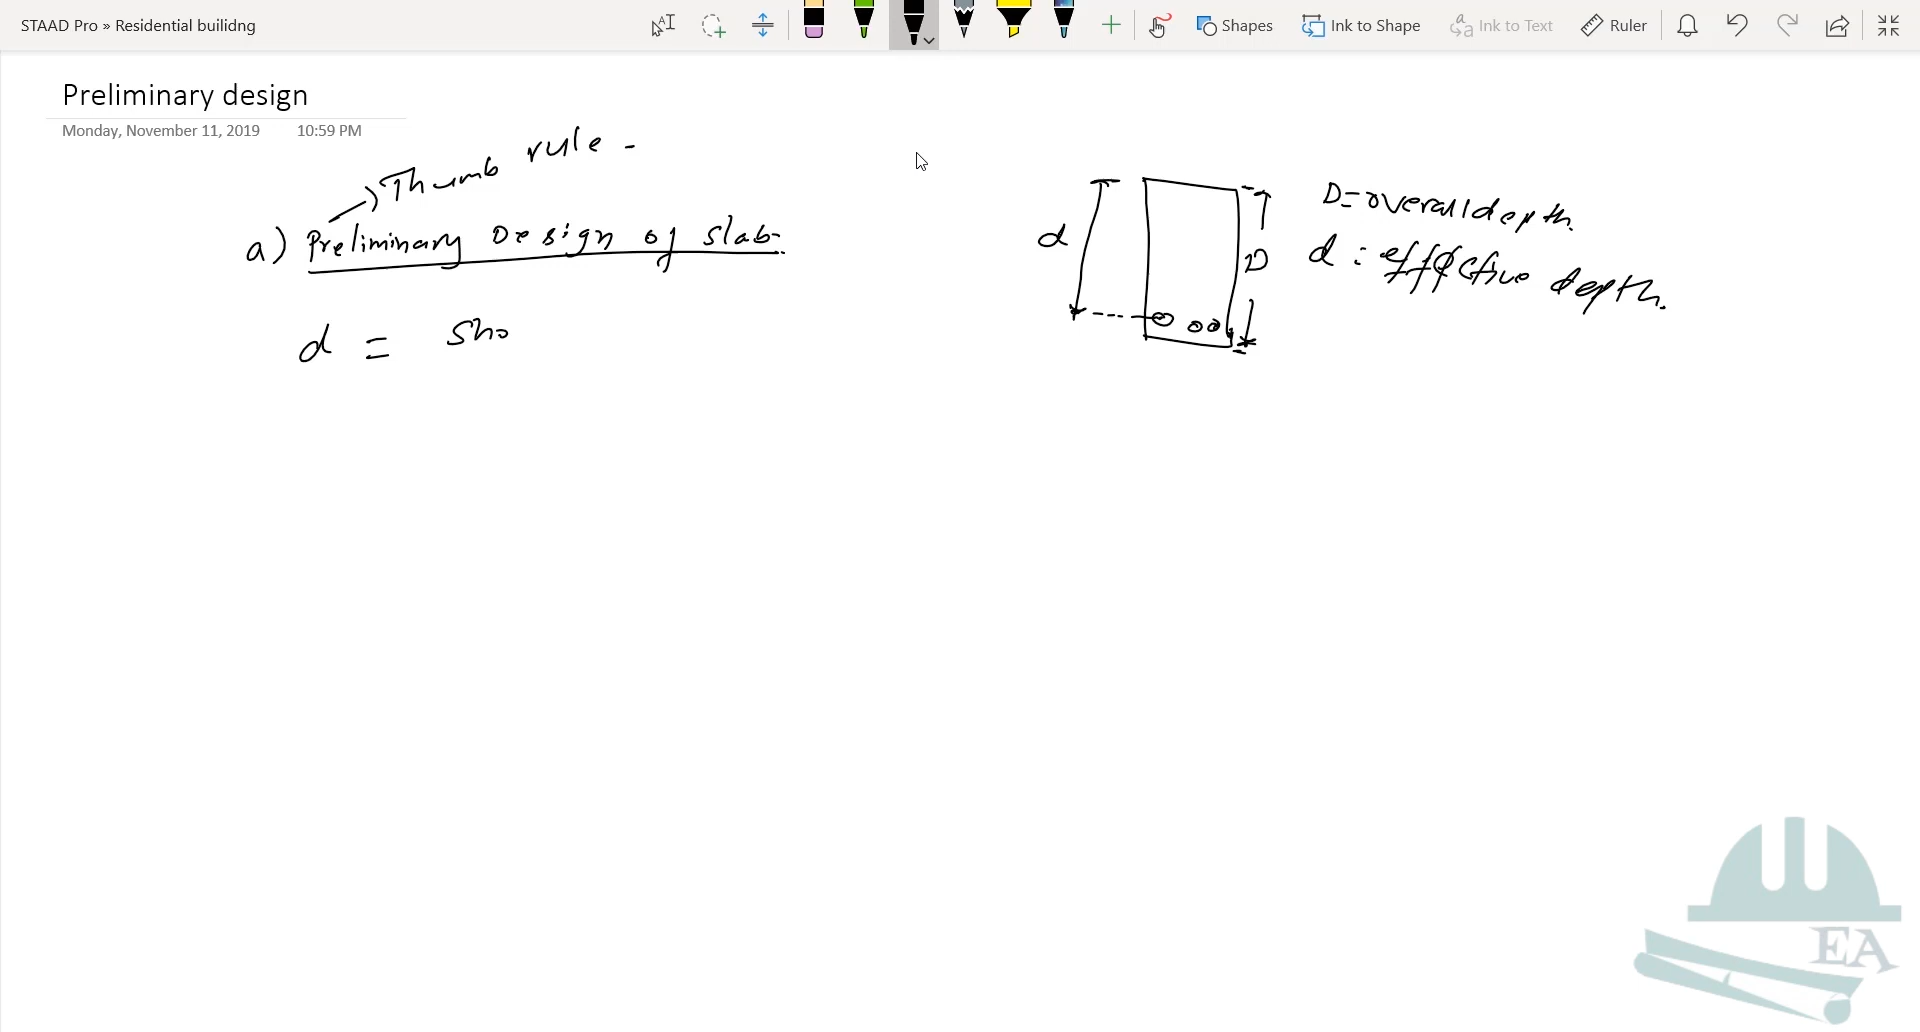 STAAD Pro » Residential builidng
Shapes
Ink to Shape
Ink to Text
Ruler
Preliminary design
Monday, November 11, 2019 10:59 PM
Thumb rule -
a) Preliminary Design of slab-
d = sho
d
D
D = overall depth.
d : effective depth.
EA